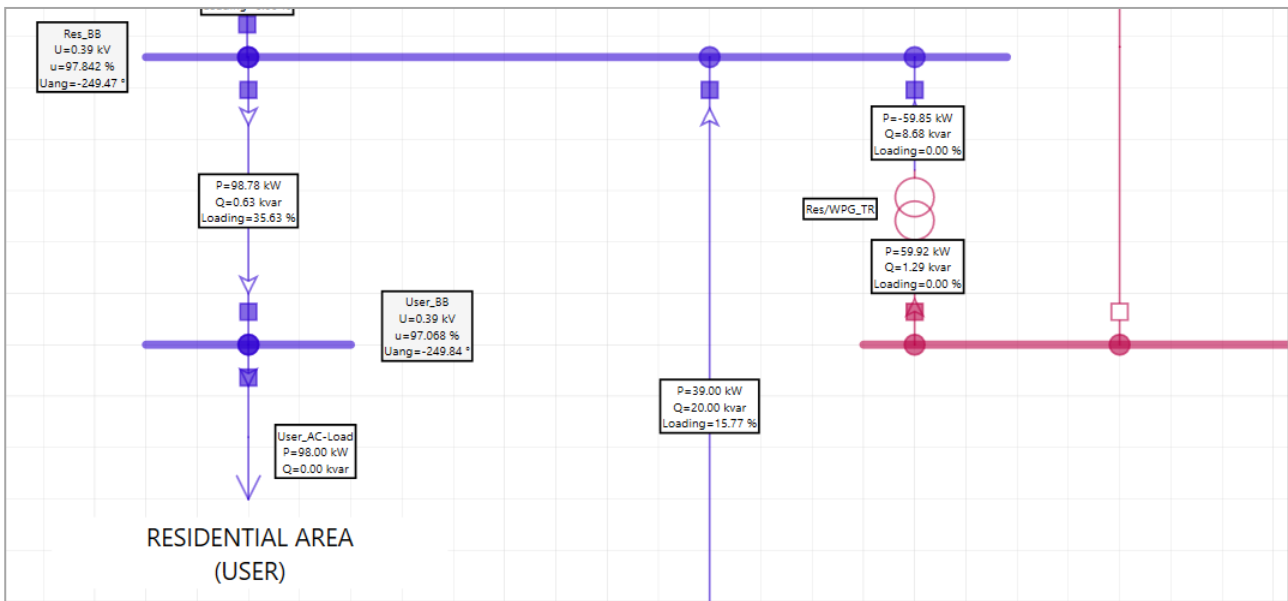 Res_BB
U=0.39 kV
u=97.842 %
Uang=-249.47 °
P=-59.85 kW
Q=8.68 kvar
Loading=0.00 %
P=98.78 kW
Q=0.63 kvar
Loading=35.63 %
Res/WPG_TR
P=59.92 kW
Q=1.29 kvar
Loading=0.00 %
User_BB
U=0.39 kV
u=97.068 %
Uang=-249.84 °
P=39.00 kW
Q=20.00 kvar
Loading=15.77 %
User_AC-Load
P=98.00 kW
Q=0.00 kvar
RESIDENTIAL AREA
(USER)